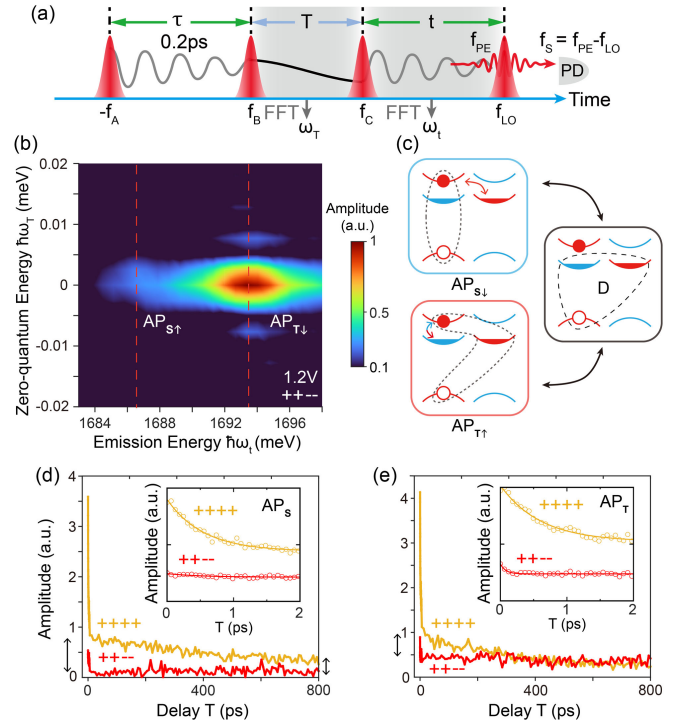 (a)
τ
T
t
0.2ps
f_PE
f_S = f_PE-f_LO
PD
Time
-f_A
f_B
FFT
ω_T
f_C
FFT
ω_t
f_LO
(b)
Zero-quantum Energy ħω_T (meV)
0.02
0.01
0
-0.01
-0.02
AP_S↑
AP_T↓
1.2V
++--
1684
1688
1692
1696
Emission Energy ħω_t (meV)
Amplitude
(a.u.)
1
0.5
0.1
(c)
AP_S↓
D
AP_T↑
(d)
Amplitude (a.u.)
4
3
2
1
0
++++
++--
0
400
800
Delay T (ps)
Amplitude (a.u.)
AP_S
++++
++--
0
1
2
T (ps)
(e)
Amplitude (a.u.)
4
3
2
1
0
++++
++--
0
400
800
Delay T (ps)
Amplitude (a.u.)
AP_T
++++
++--
0
1
2
T (ps)